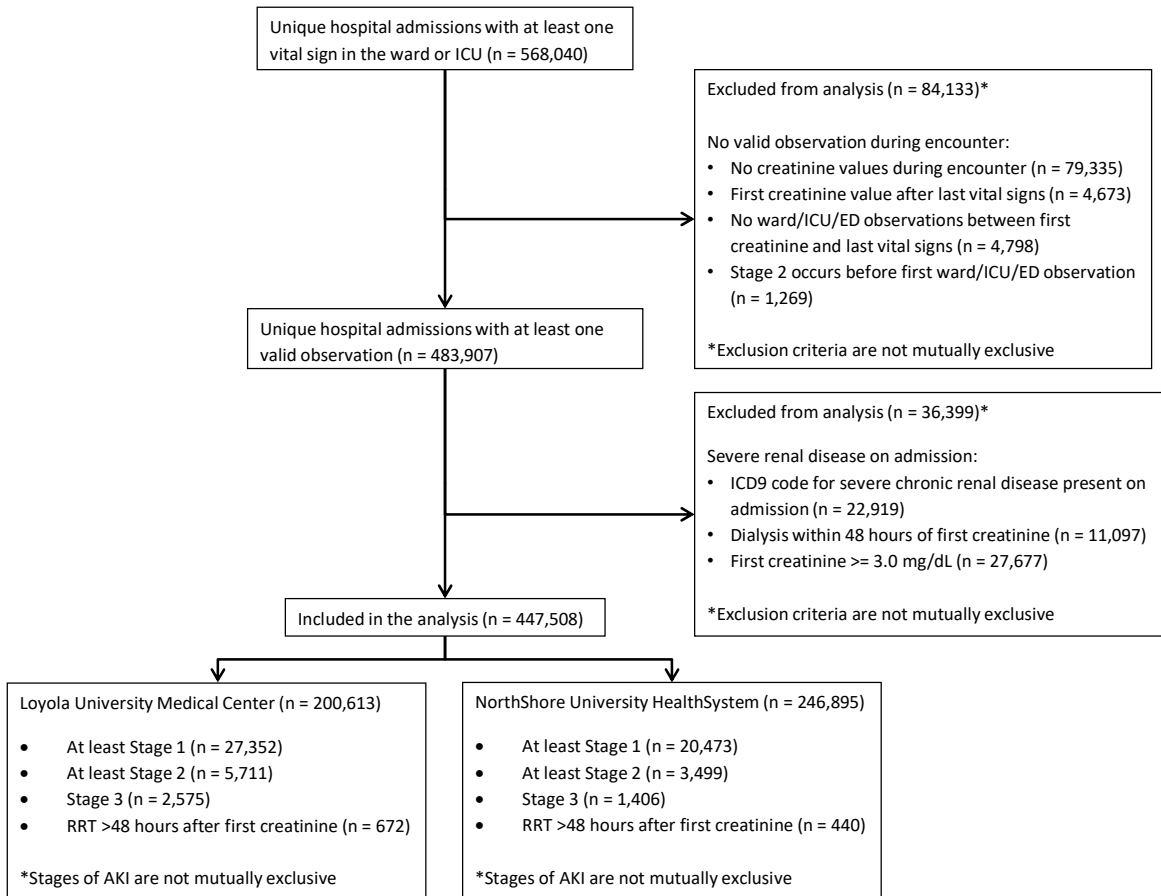 Unique hospital admissions with at least one
vital sign in the ward or ICU (n = 568,040)
Excluded from analysis (n = 84,133)*
No valid observation during encounter:
• No creatinine values during encounter (n = 79,335)
• First creatinine value after last vital signs (n = 4,673)
• No ward/ICU/ED observations between first
creatinine and last vital signs (n = 4,798)
• Stage 2 occurs before first ward/ICU/ED observation
(n = 1,269)
*Exclusion criteria are not mutually exclusive
Unique hospital admissions with at least one
valid observation (n = 483,907)
Excluded from analysis (n = 36,399)*
Severe renal disease on admission:
• ICD9 code for severe chronic renal disease present on
admission (n = 22,919)
• Dialysis within 48 hours of first creatinine (n = 11,097)
• First creatinine >= 3.0 mg/dL (n = 27,677)
*Exclusion criteria are not mutually exclusive
Included in the analysis (n = 447,508)
Loyola University Medical Center (n = 200,613)
• At least Stage 1 (n = 27,352)
• At least Stage 2 (n = 5,711)
• Stage 3 (n = 2,575)
• RRT >48 hours after first creatinine (n = 672)
*Stages of AKI are not mutually exclusive
NorthShore University HealthSystem (n = 246,895)
• At least Stage 1 (n = 20,473)
• At least Stage 2 (n = 3,499)
• Stage 3 (n = 1,406)
• RRT >48 hours after first creatinine (n = 440)
*Stages of AKI are not mutually exclusive